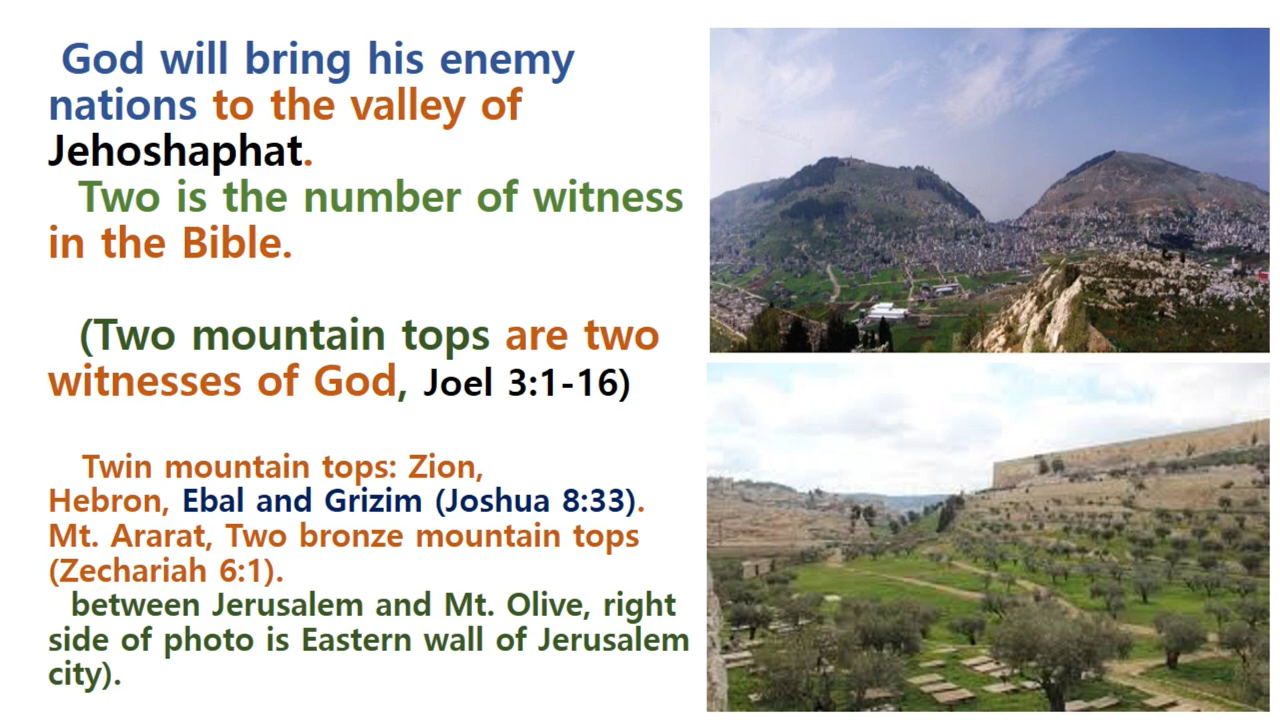 God will bring his enemy
nations to the valley of
Jehoshaphat.
Two is the number of witness
in the Bible.
(Two mountain tops are two
witnesses of God, Joel 3:1-16)
Twin mountain tops: Zion,
Hebron, Ebal and Grizim (Joshua 8:33).
Mt. Ararat, Two bronze mountain tops
(Zechariah 6:1).
between Jerusalem and Mt. Olive, right
side of photo is Eastern wall of Jerusalem
city).